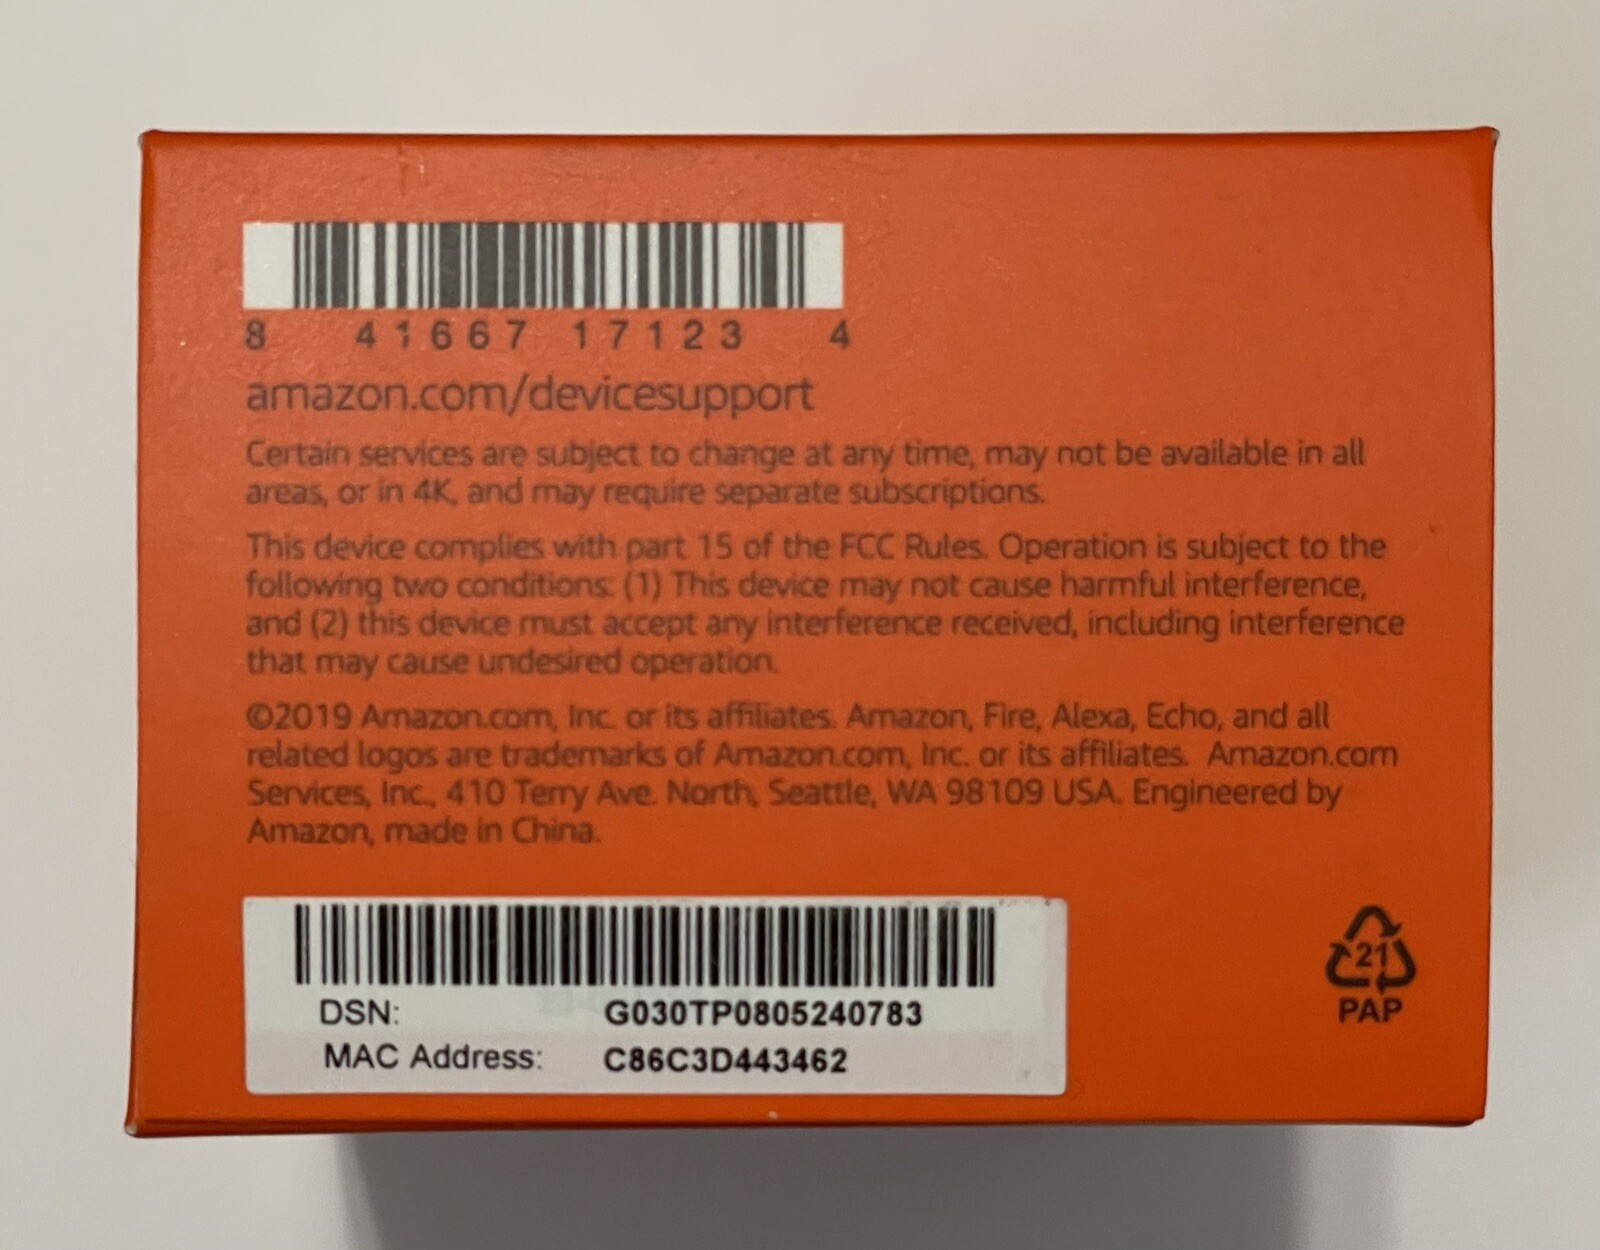 8 41667 17123 4
amazon.com/devicesupport
Certain services are subject to change at any time, may not be available in all
areas, or in 4K, and may require separate subscriptions.
This device complies with part 15 of the FCC Rules. Operation is subject to the
following two conditions: (1) This device may not cause harmful interference,
and (2) this device must accept any interference received, including interference
that may cause undesired operation.
©2019 Amazon.com, Inc. or its affiliates. Amazon, Fire, Alexa, Echo, and all
related logos are trademarks of Amazon.com, Inc. or its affiliates. Amazon.com
Services, Inc., 410 Terry Ave. North, Seattle, WA 98109 USA. Engineered by
Amazon, made in China.
DSN: G030TP0805240783
MAC Address: C86C3D443462
21
PAP